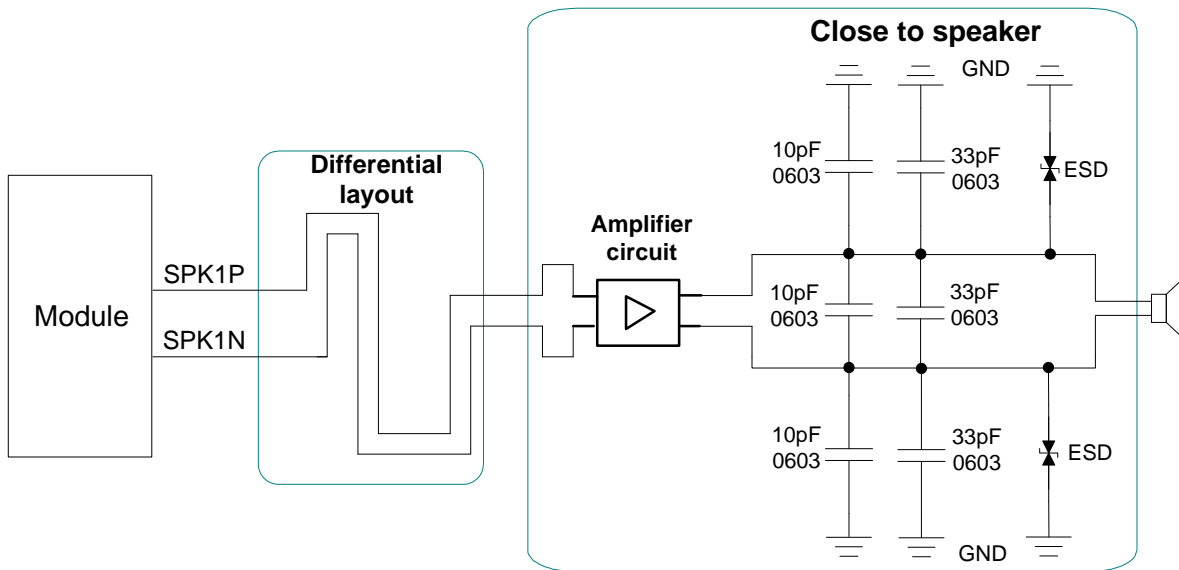 Close to speaker
GND
10pF
0603
33pF
0603
ESD
Differential
layout
Amplifier
circuit
SPK1P
Module
SPK1N
10pF
0603
33pF
0603
10pF
0603
33pF
0603
ESD
GND